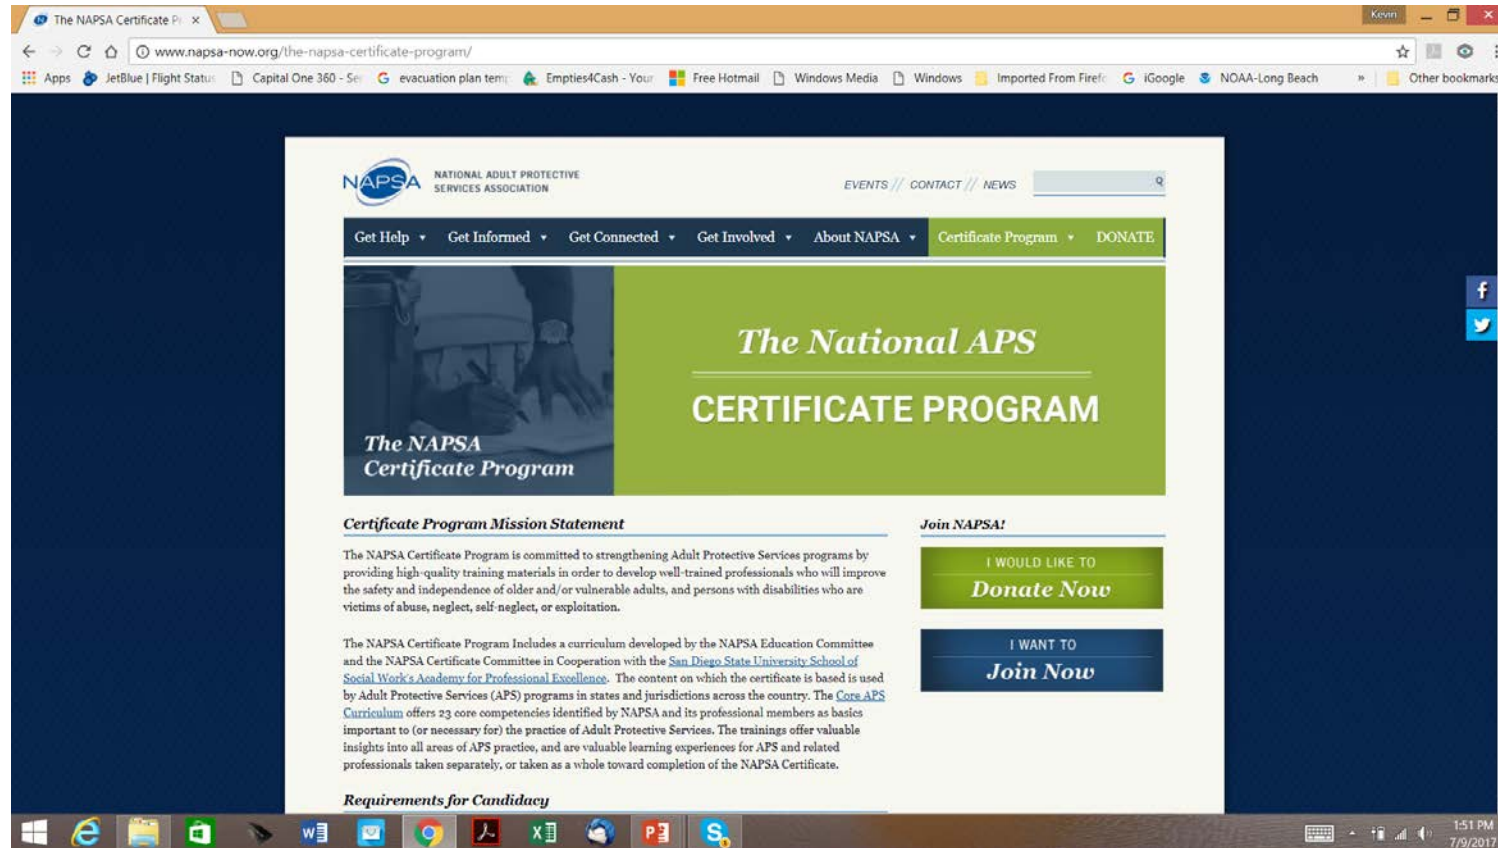 The NAPSA Certificate P
Kevin
www.napsa-now.org/the-napsa-certificate-program/
Apps JetBlue | Flight Status Capital One 360 - Se evacuation plan temp Empties4Cash - Your Free Hotmail Windows Media Windows Imported From Firefo iGoogle NOAA-Long Beach » Other bookmarks
NAPSA NATIONAL ADULT PROTECTIVE
SERVICES ASSOCIATION
EVENTS // CONTACT // NEWS
Get Help Get Informed Get Connected Get Involved About NAPSA Certificate Program DONATE
The National APS
CERTIFICATE PROGRAM
The NAPSA
Certificate Program
Certificate Program Mission Statement
The NAPSA Certificate Program is committed to strengthening Adult Protective Services programs by
providing high-quality training materials in order to develop well-trained professionals who will improve
the safety and independence of older and/or vulnerable adults, and persons with disabilities who are
victims of abuse, neglect, self-neglect, or exploitation.
The NAPSA Certificate Program Includes a curriculum developed by the NAPSA Education Committee
and the NAPSA Certificate Committee in Cooperation with the San Diego State University School of
Social Work's Academy for Professional Excellence. The content on which the certificate is based is used
by Adult Protective Services (APS) programs in states and jurisdictions across the country. The Core APS
Curriculum offers 23 core competencies identified by NAPSA and its professional members as basics
important to (or necessary for) the practice of Adult Protective Services. The trainings offer valuable
insights into all areas of APS practice, and are valuable learning experiences for APS and related
professionals taken separately, or taken as a whole toward completion of the NAPSA Certificate.
Requirements for Candidacy
Join NAPSA!
I WOULD LIKE TO
Donate Now
I WANT TO
Join Now
1:51 PM
7/9/2017